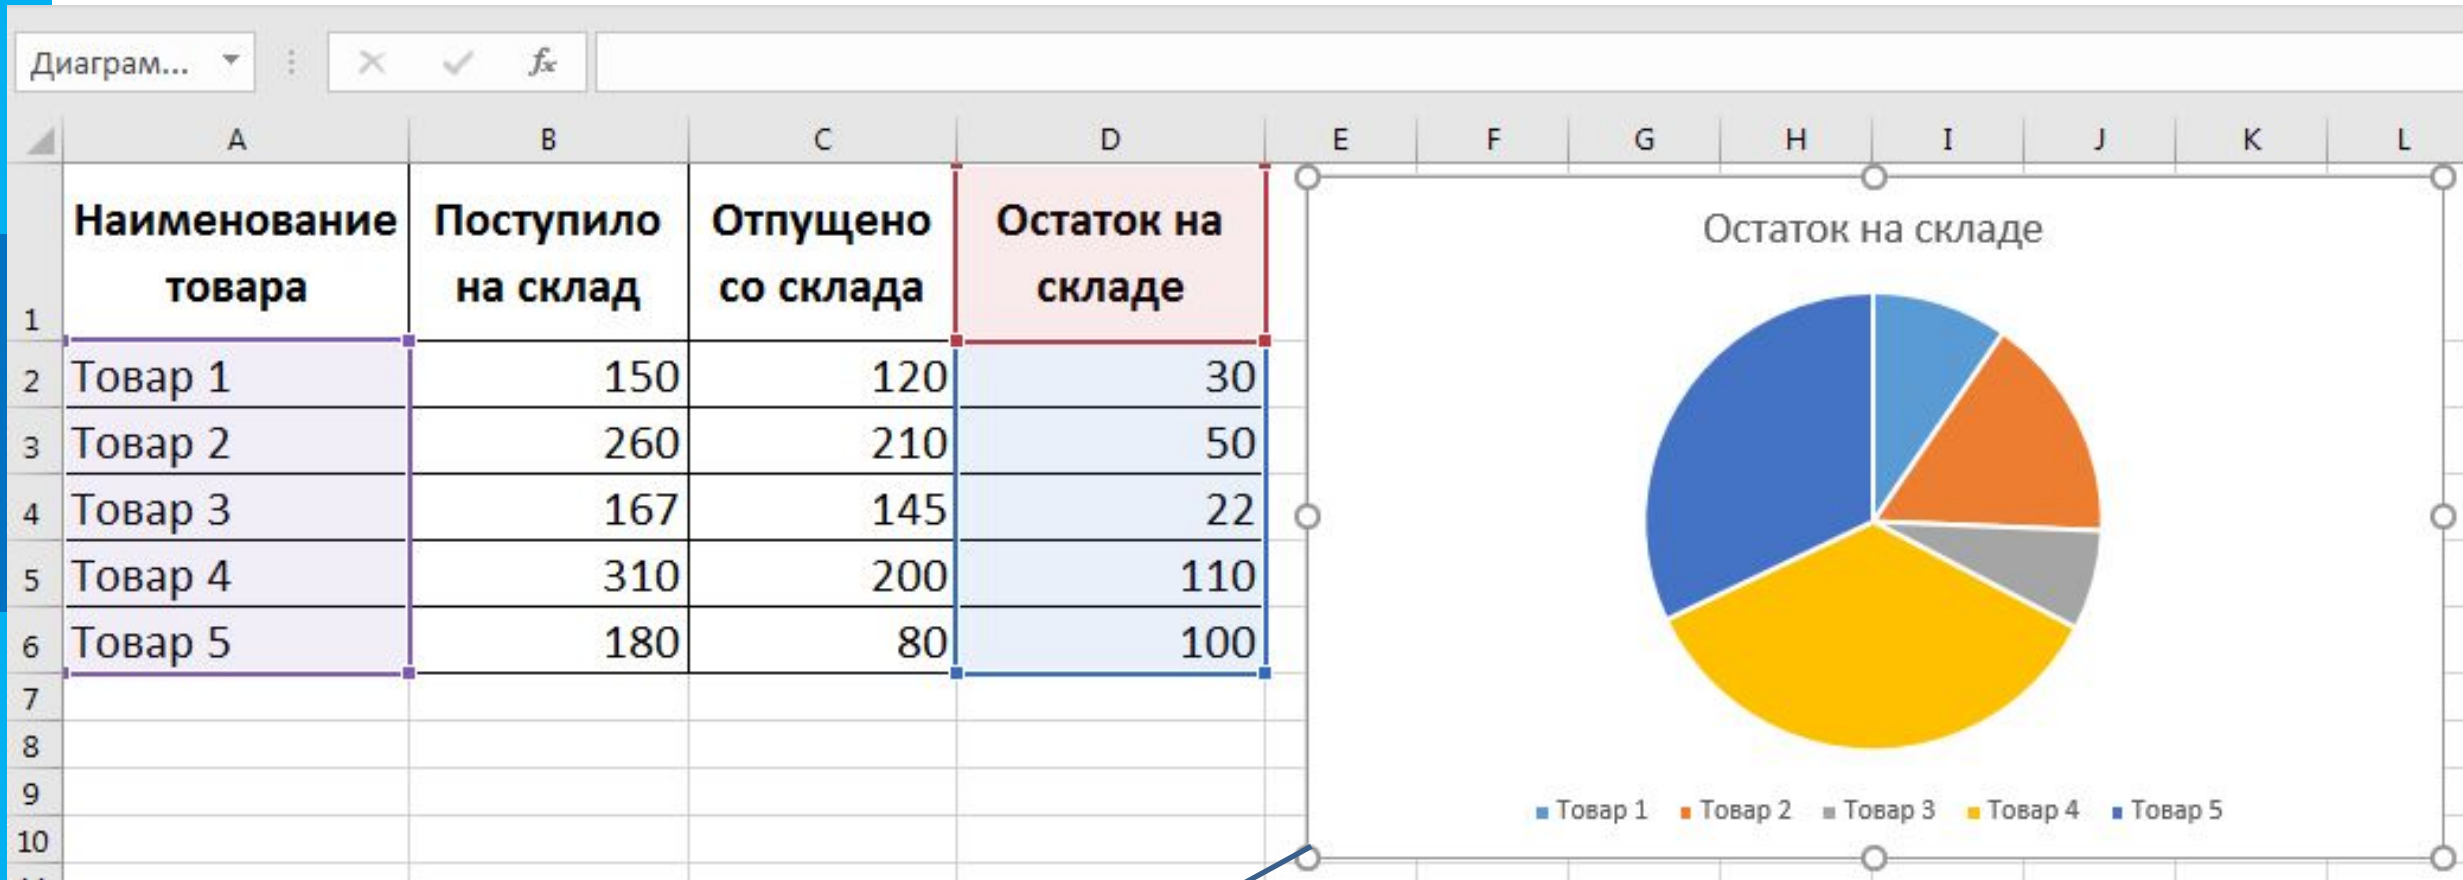 Диаграм... fx
A B C D E F G H I J K L
Наименование Поступило Отпущено Остаток на
товара на склад со склада складе
1
2 Товар 1 150 120 30
3 Товар 2 260 210 50
4 Товар 3 167 145 22
5 Товар 4 310 200 110
6 Товар 5 180 80 100
7
8
9
10
Остаток на складе
Товар 1 Товар 2 Товар 3 Товар 4 Товар 5